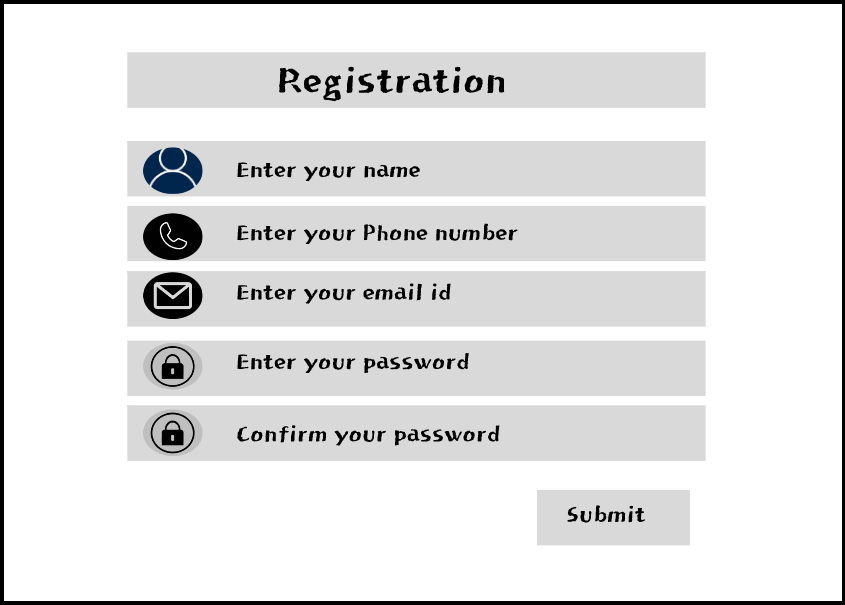 Registration
Enter your name
Enter your Phone number
Enter your email id
Enter your password
Confirm your password
Submit